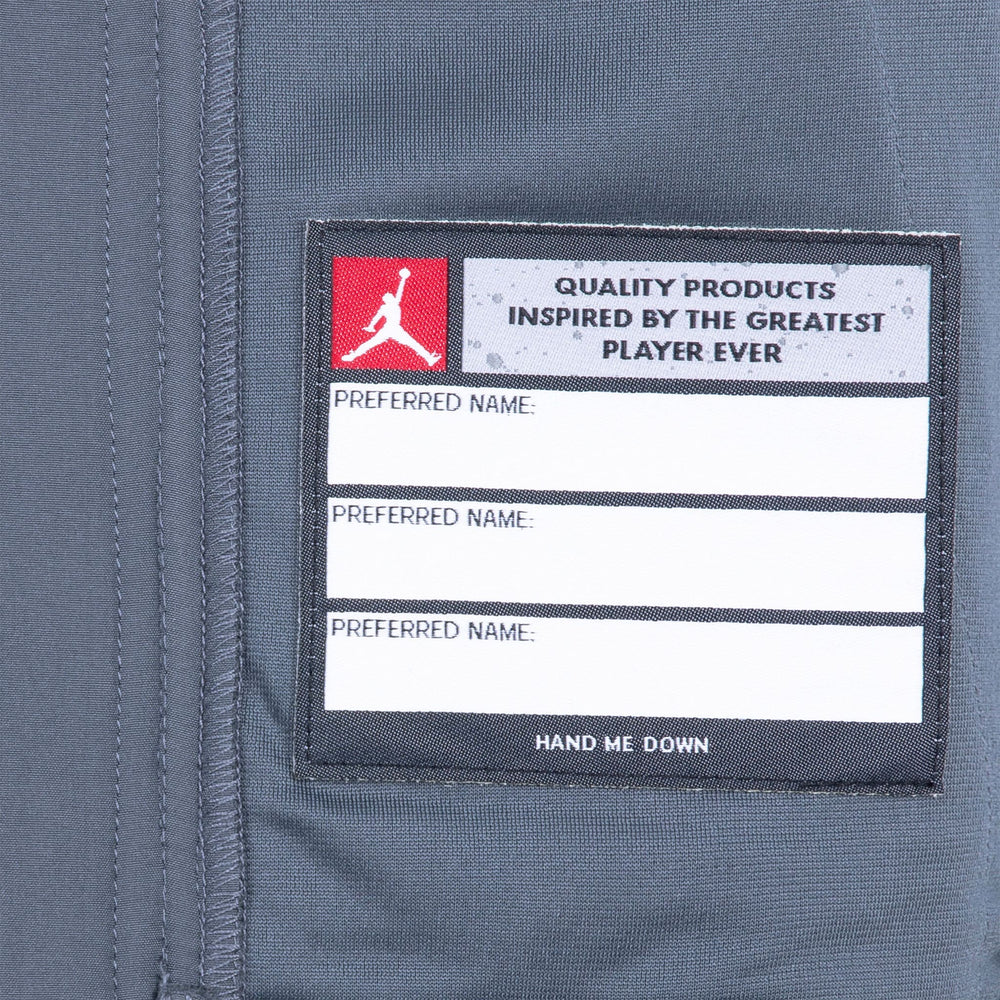 QUALITY PRODUCTS
INSPIRED BY THE GREATEST
PLAYER EVER
PREFERRED NAME:
PREFERRED NAME:
PREFERRED NAME:
HAND ME DOWN